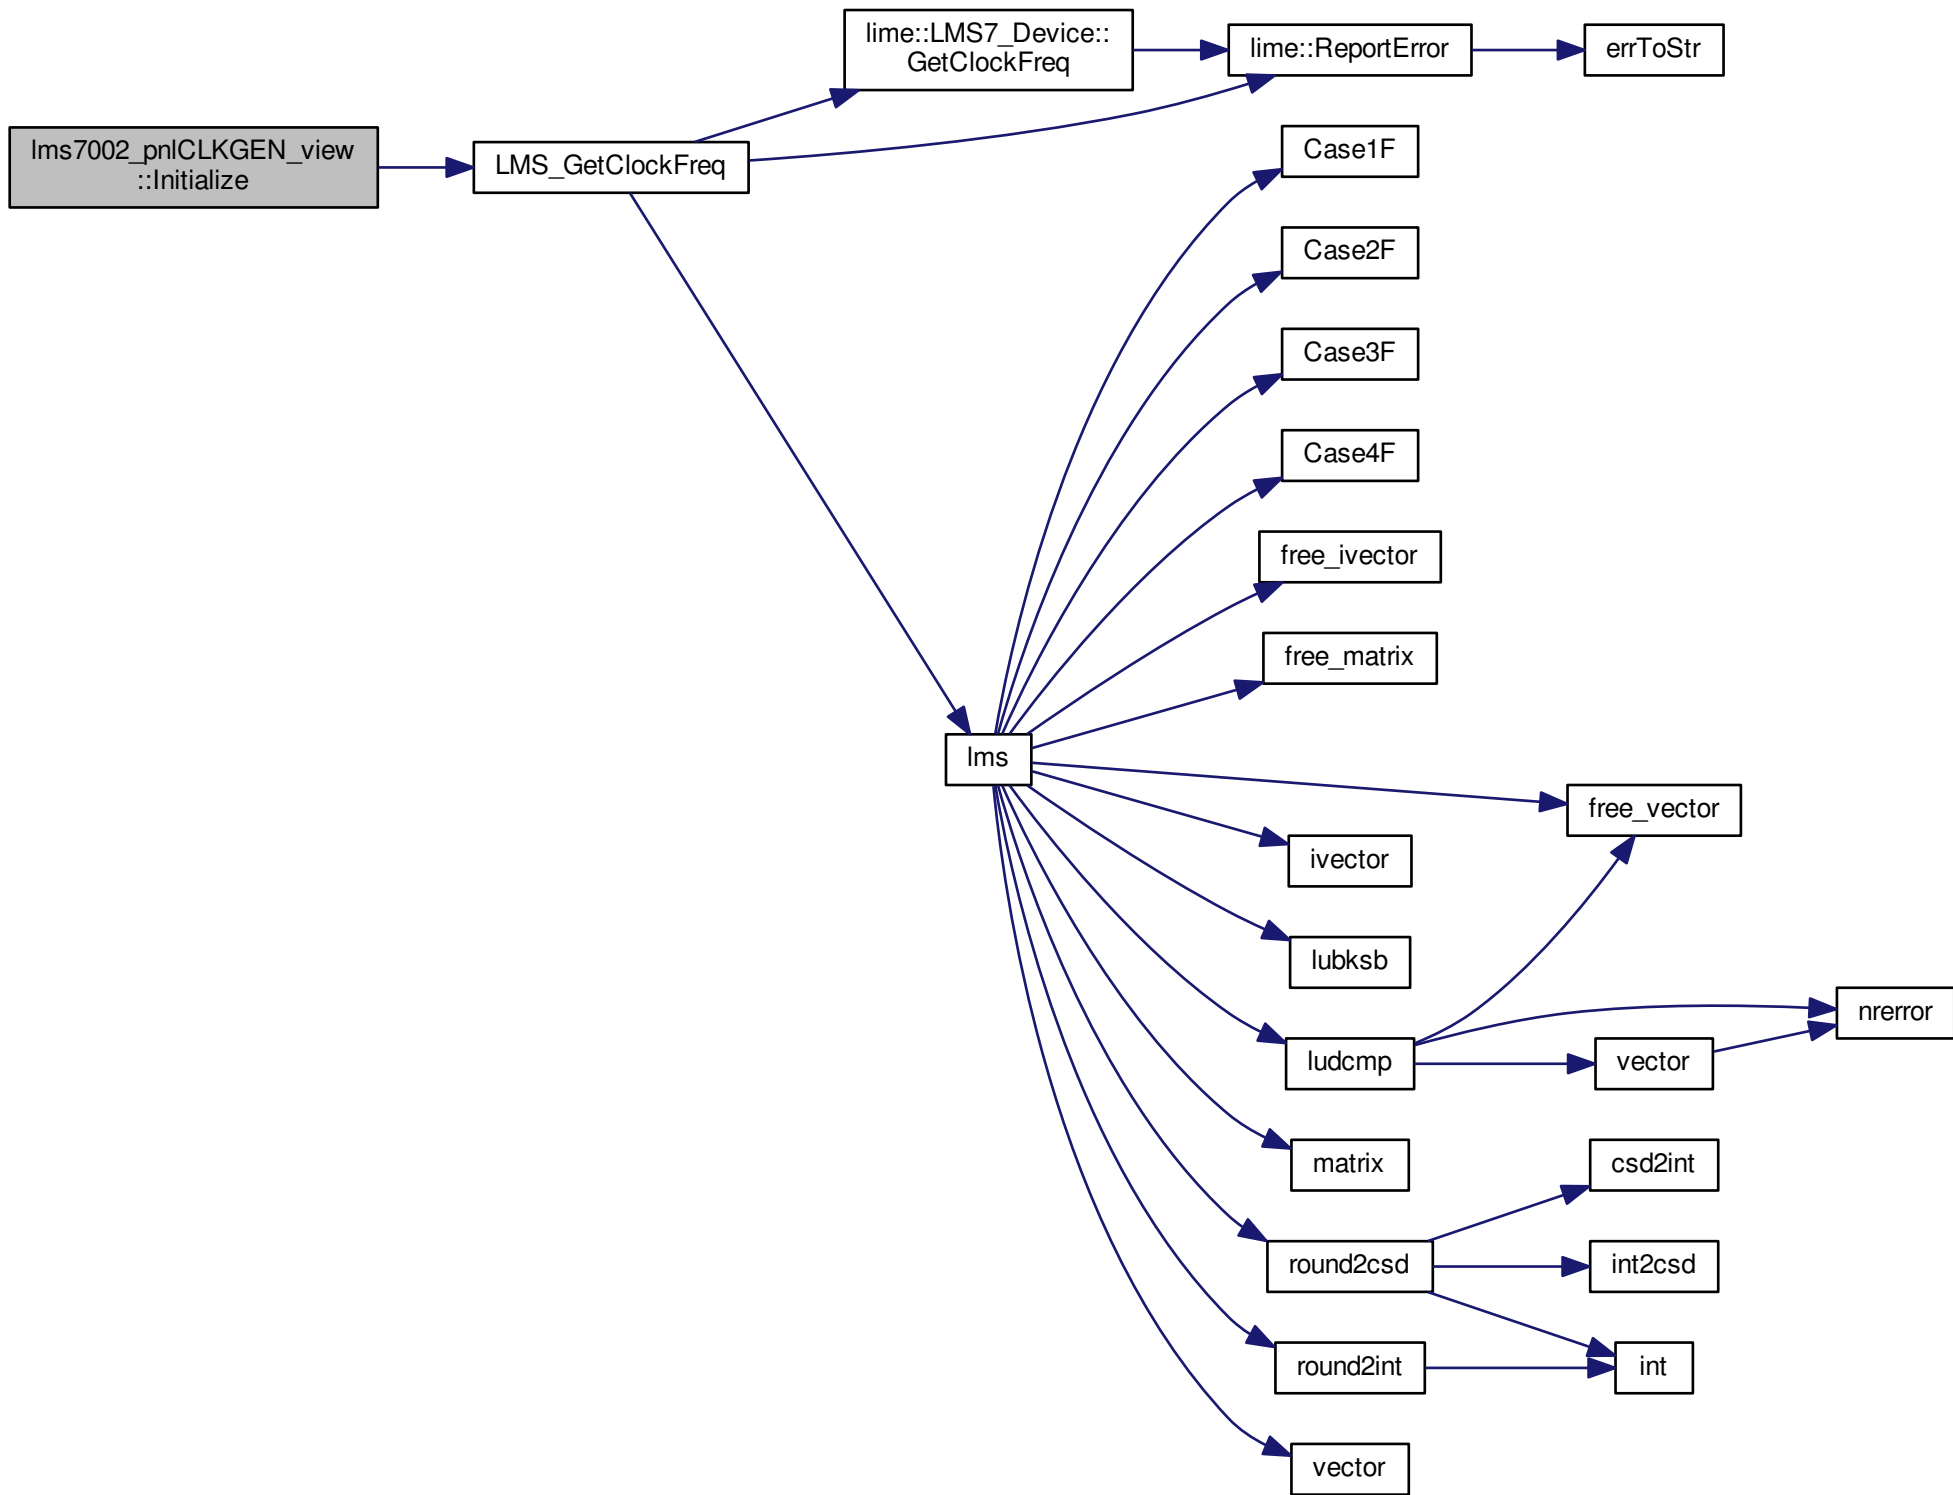 lime::LMS7_Device::
GetClockFreq
lime::ReportError
errToStr
lms7002_pnlCLKGEN_view
::Initialize
LMS_GetClockFreq
Case1F
Case2F
Case3F
Case4F
free_ivector
free_matrix
lms
free_vector
ivector
lubksb
nrerror
ludcmp
vector
matrix
csd2int
round2csd
int2csd
round2int
int
vector